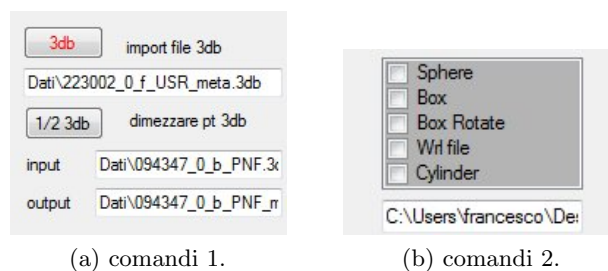 3db import file 3db
Dati\223002_0_f_USR_meta.3db
1/2 3db dimezzare pt 3db
input Dati\094347_0_b_PNF.3
output Dati\094347_0_b_PNF_m
(a) comandi 1.
Sphere
Box
Box Rotate
Wrl file
Cylinder
C:\Users\francesco\De
(b) comandi 2.